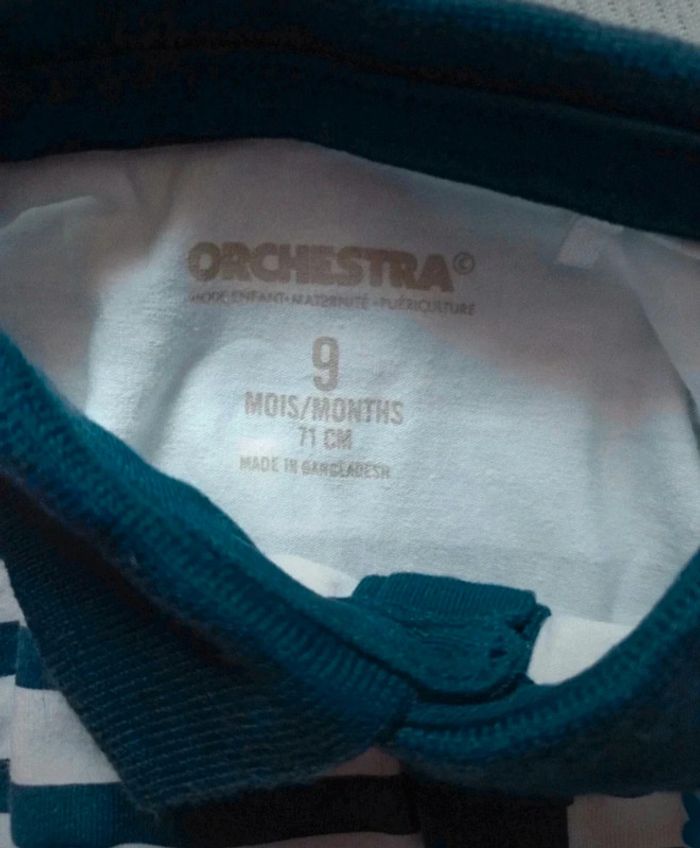 ORCHESTRA©
MODE ENFANT•MATERNITÉ•PUÉRICULTURE
9
MOIS/MONTHS
71 CM
MADE IN BANGLADESH